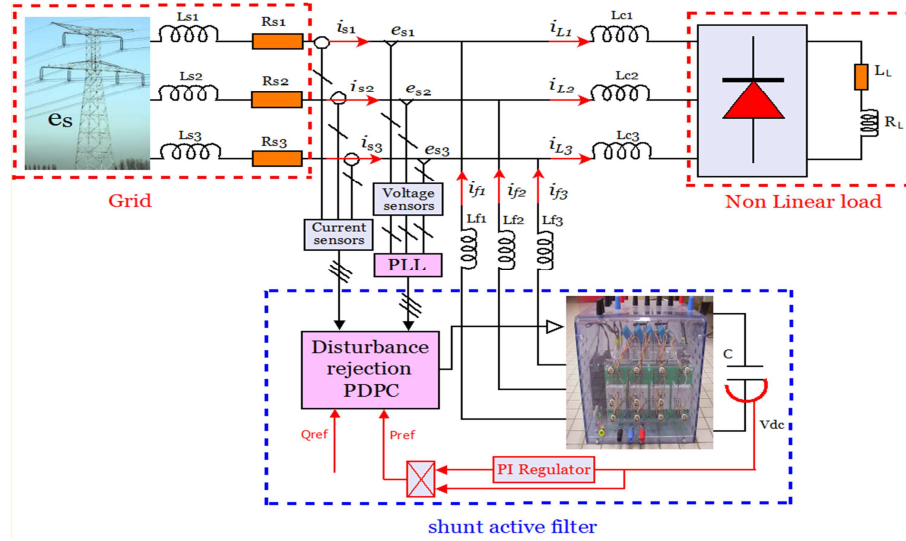 Ls1
Rs1
is1
es1
iL1
Lc1
Ls2
Rs2
is2
es2
iL2
Lc2
LL
es
RL
Ls3
Rs3
is3
es3
iL3
Lc3
Grid
Voltage
sensors
if1
if2
if3
Non Linear load
Current
sensors
Lf1
Lf2
Lf3
PLL
Disturbance
rejection
PDPC
C
Vdc
Qref
Pref
PI Regulator
shunt active filter